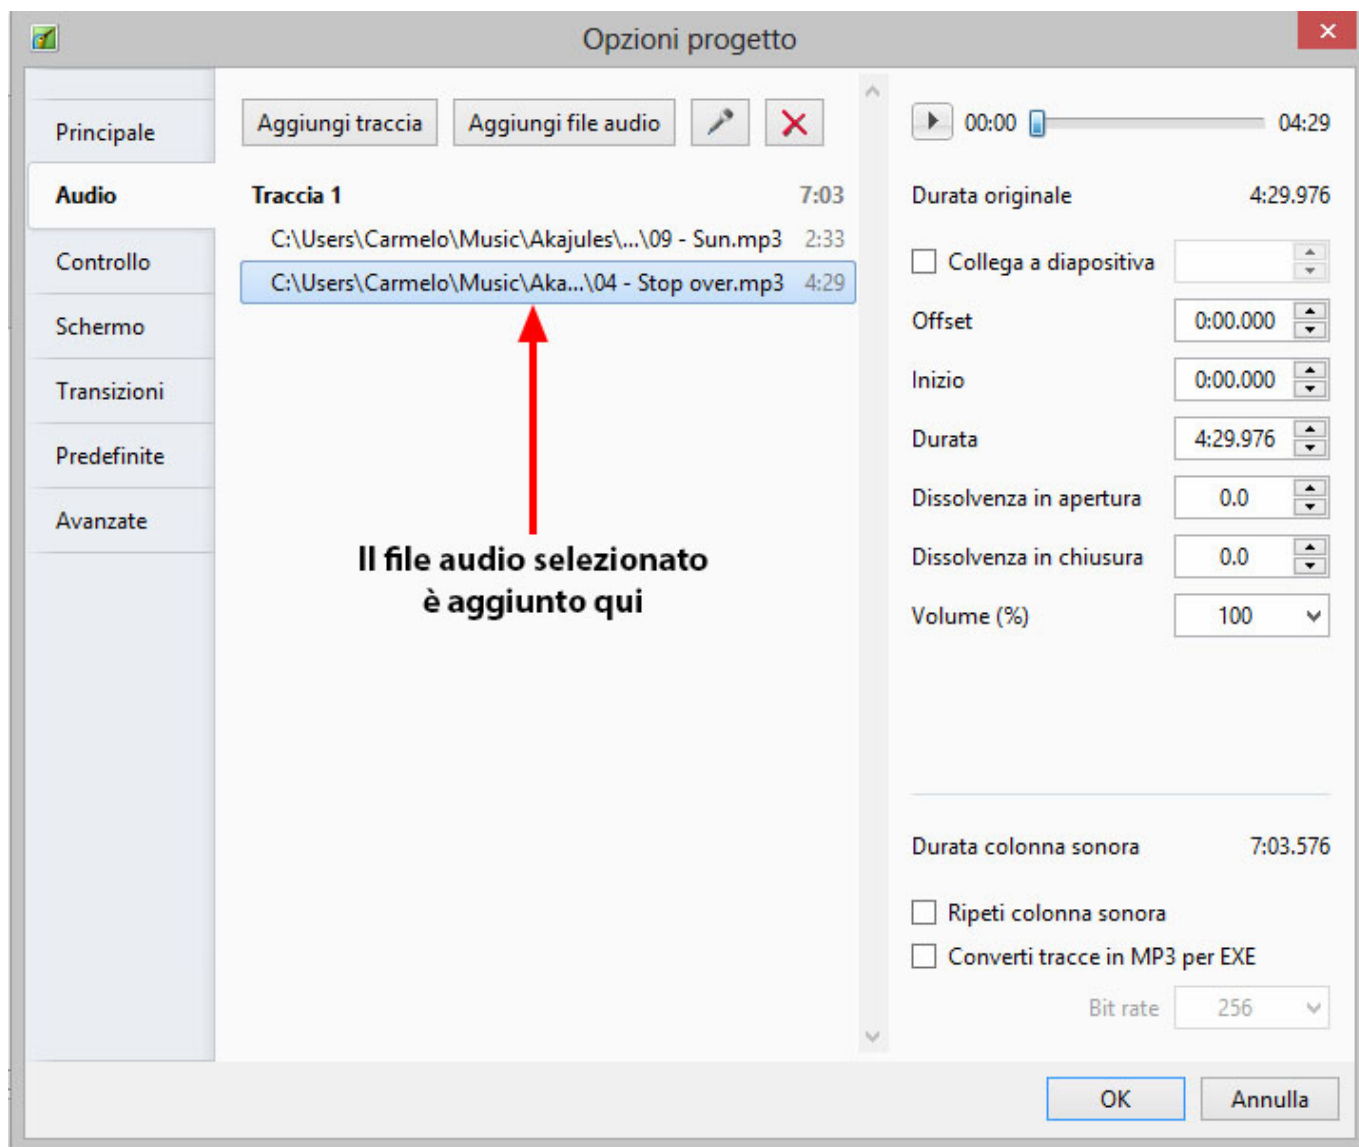 Opzioni progetto
Principale
Audio
Controllo
Schermo
Transizioni
Predefinite
Avanzate
Aggiungi traccia
Aggiungi file audio
Traccia 1 7:03
C:\Users\Carmelo\Music\Akajules\...\09 - Sun.mp3 2:33
C:\Users\Carmelo\Music\Aka...\04 - Stop over.mp3 4:29
Il file audio selezionato
è aggiunto qui
00:00 04:29
Durata originale 4:29.976
Collega a diapositiva
Offset 0:00.000
Inizio 0:00.000
Durata 4:29.976
Dissolvenza in apertura 0.0
Dissolvenza in chiusura 0.0
Volume (%) 100
Durata colonna sonora 7:03.576
Ripeti colonna sonora
Converti tracce in MP3 per EXE
Bit rate 256
OK
Annulla